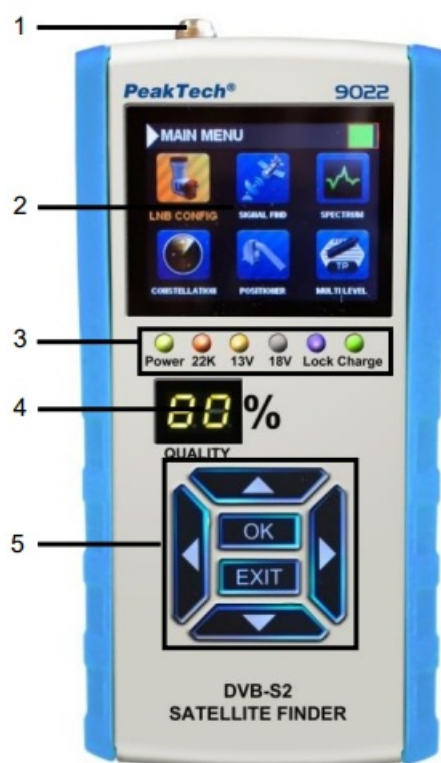 1
PeakTech® 9022
MAIN MENU
2
LNB CONFIG SIGNAL FIND SPECTRUM
CONSTELLATION POSITIONER MULTI LEVEL
TP
3
Power 22K 13V 18V Lock Charge
4
88%
QUALITY
5
OK
EXIT
DVB-S2
SATELLITE FINDER